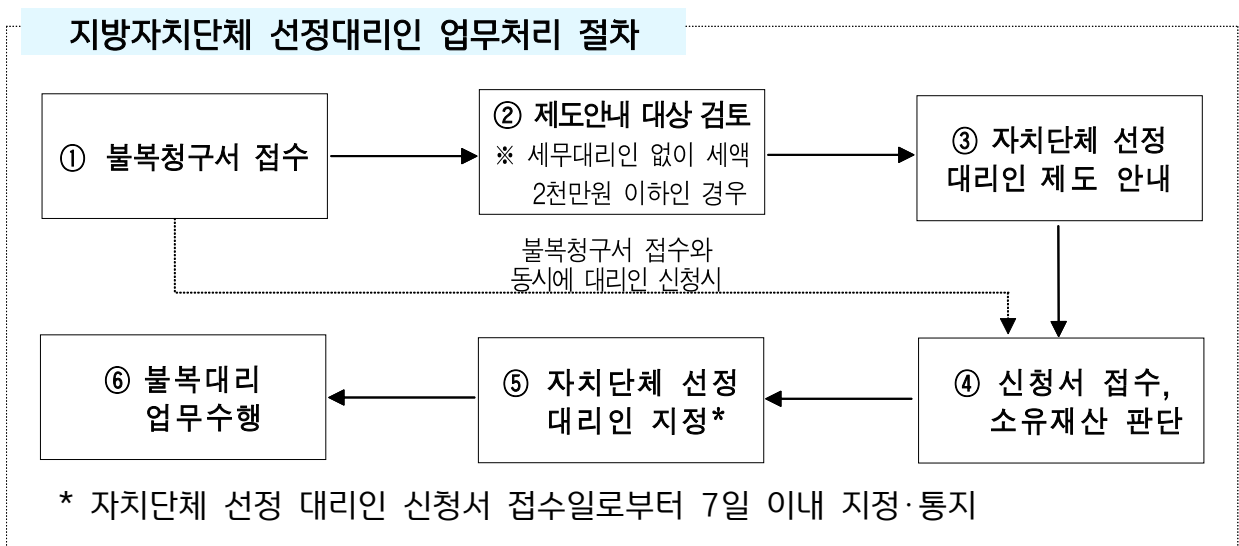 지방자치단체 선정대리인 업무처리 절차
① 불복청구서 접수
② 제도안내 대상 검토
※ 세무대리인 없이 세액
2천만원 이하인 경우
③ 자치단체 선정
대리인 제도 안내
불복청구서 접수와
동시에 대리인 신청시
④ 신청서 접수,
소유재산 판단
⑤ 자치단체 선정
대리인 지정*
⑥ 불복대리
업무수행
* 자치단체 선정 대리인 신청서 접수일로부터 7일 이내 지정·통지